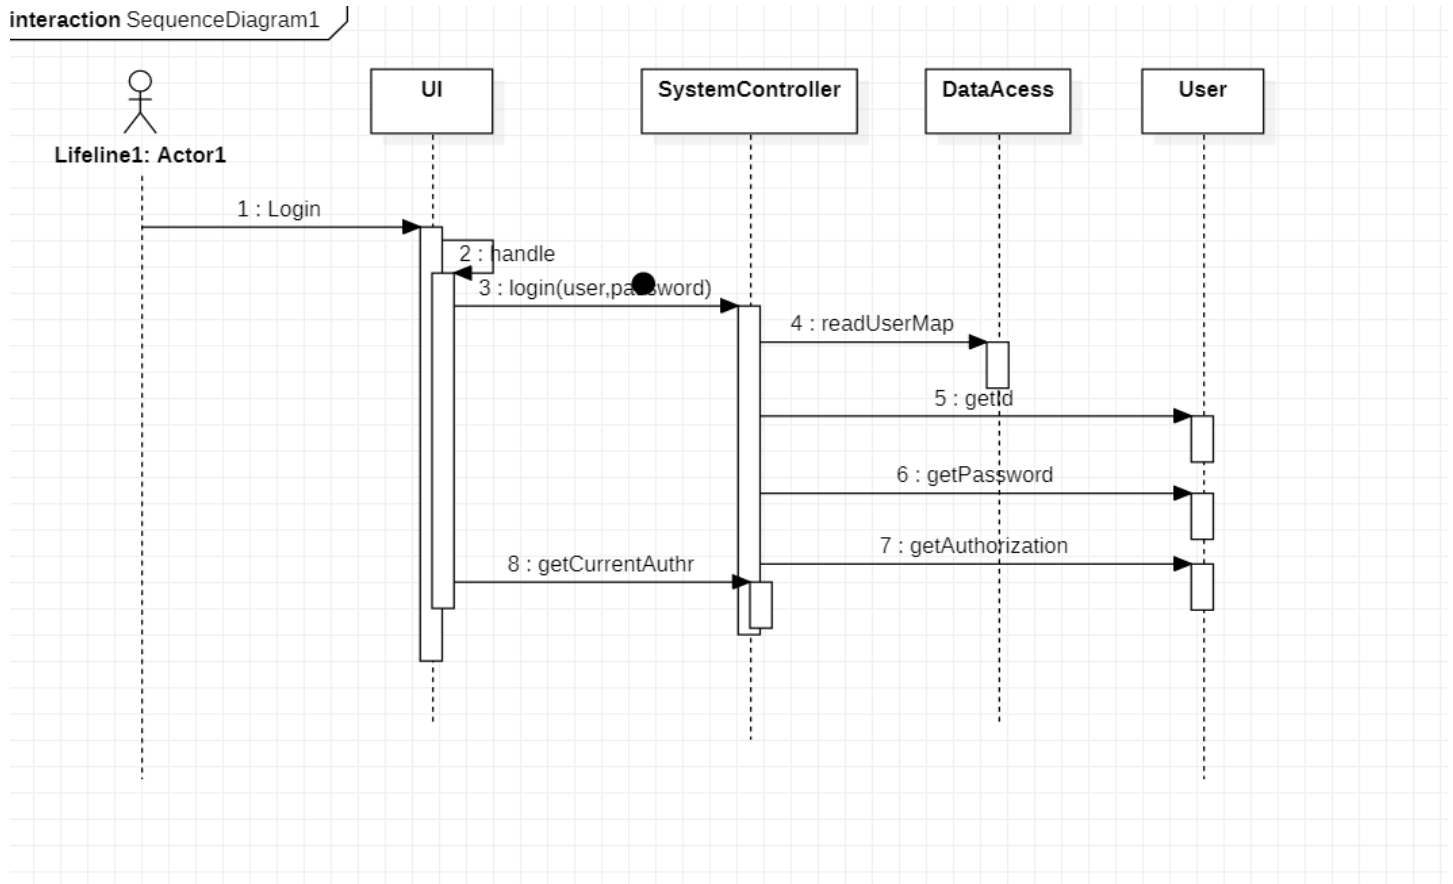 interaction SequenceDiagram1
UI
SystemController
DataAcess
User
Lifeline1: Actor1
1 : Login
2 : handle
3 : login(user,password)
4 : readUserMap
5 : getId
6 : getPassword
7 : getAuthorization
8 : getCurrentAuthr